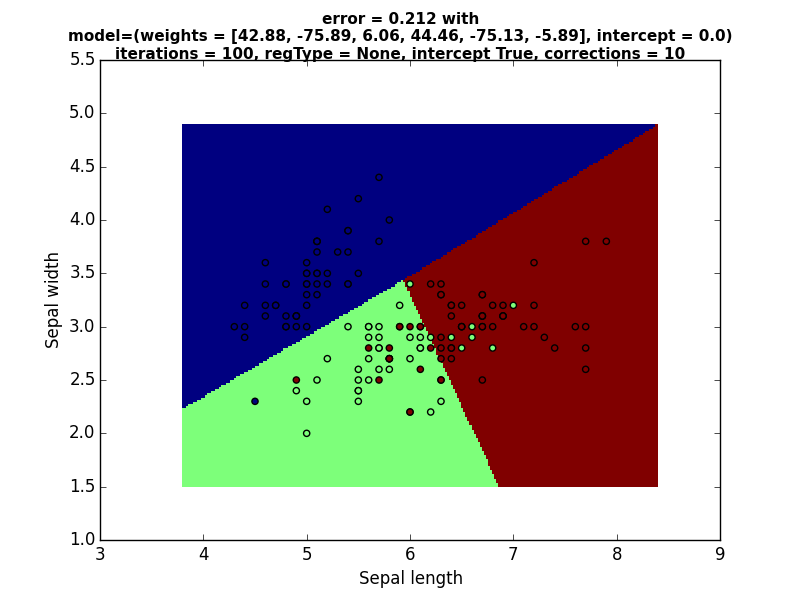 error = 0.212 with
model=(weights = [42.88, -75.89, 6.06, 44.46, -75.13, -5.89], intercept = 0.0)
iterations = 100, regType = None, intercept True, corrections = 10
5.5
5.0
4.5
4.0
3.5
3.0
2.5
2.0
1.5
1.0
Sepal width
3 4 5 6 7 8 9
Sepal length